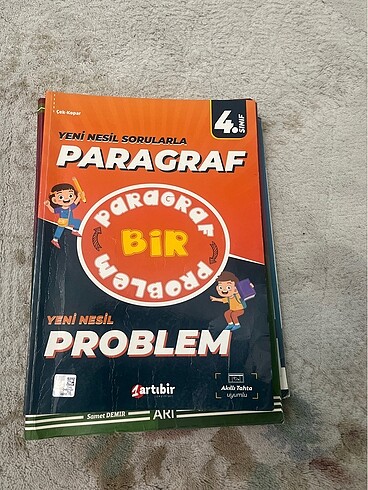 Çek-Kopar
4.
SINIF
YENİ NESİL SORULARLA
PARAGRAF
PARAGRAF
BİR
PROBLEM
YENİ NESİL
PROBLEM
1artıbir
Akıllı Tahta
uyumlu
Samet DEMİR
ARI